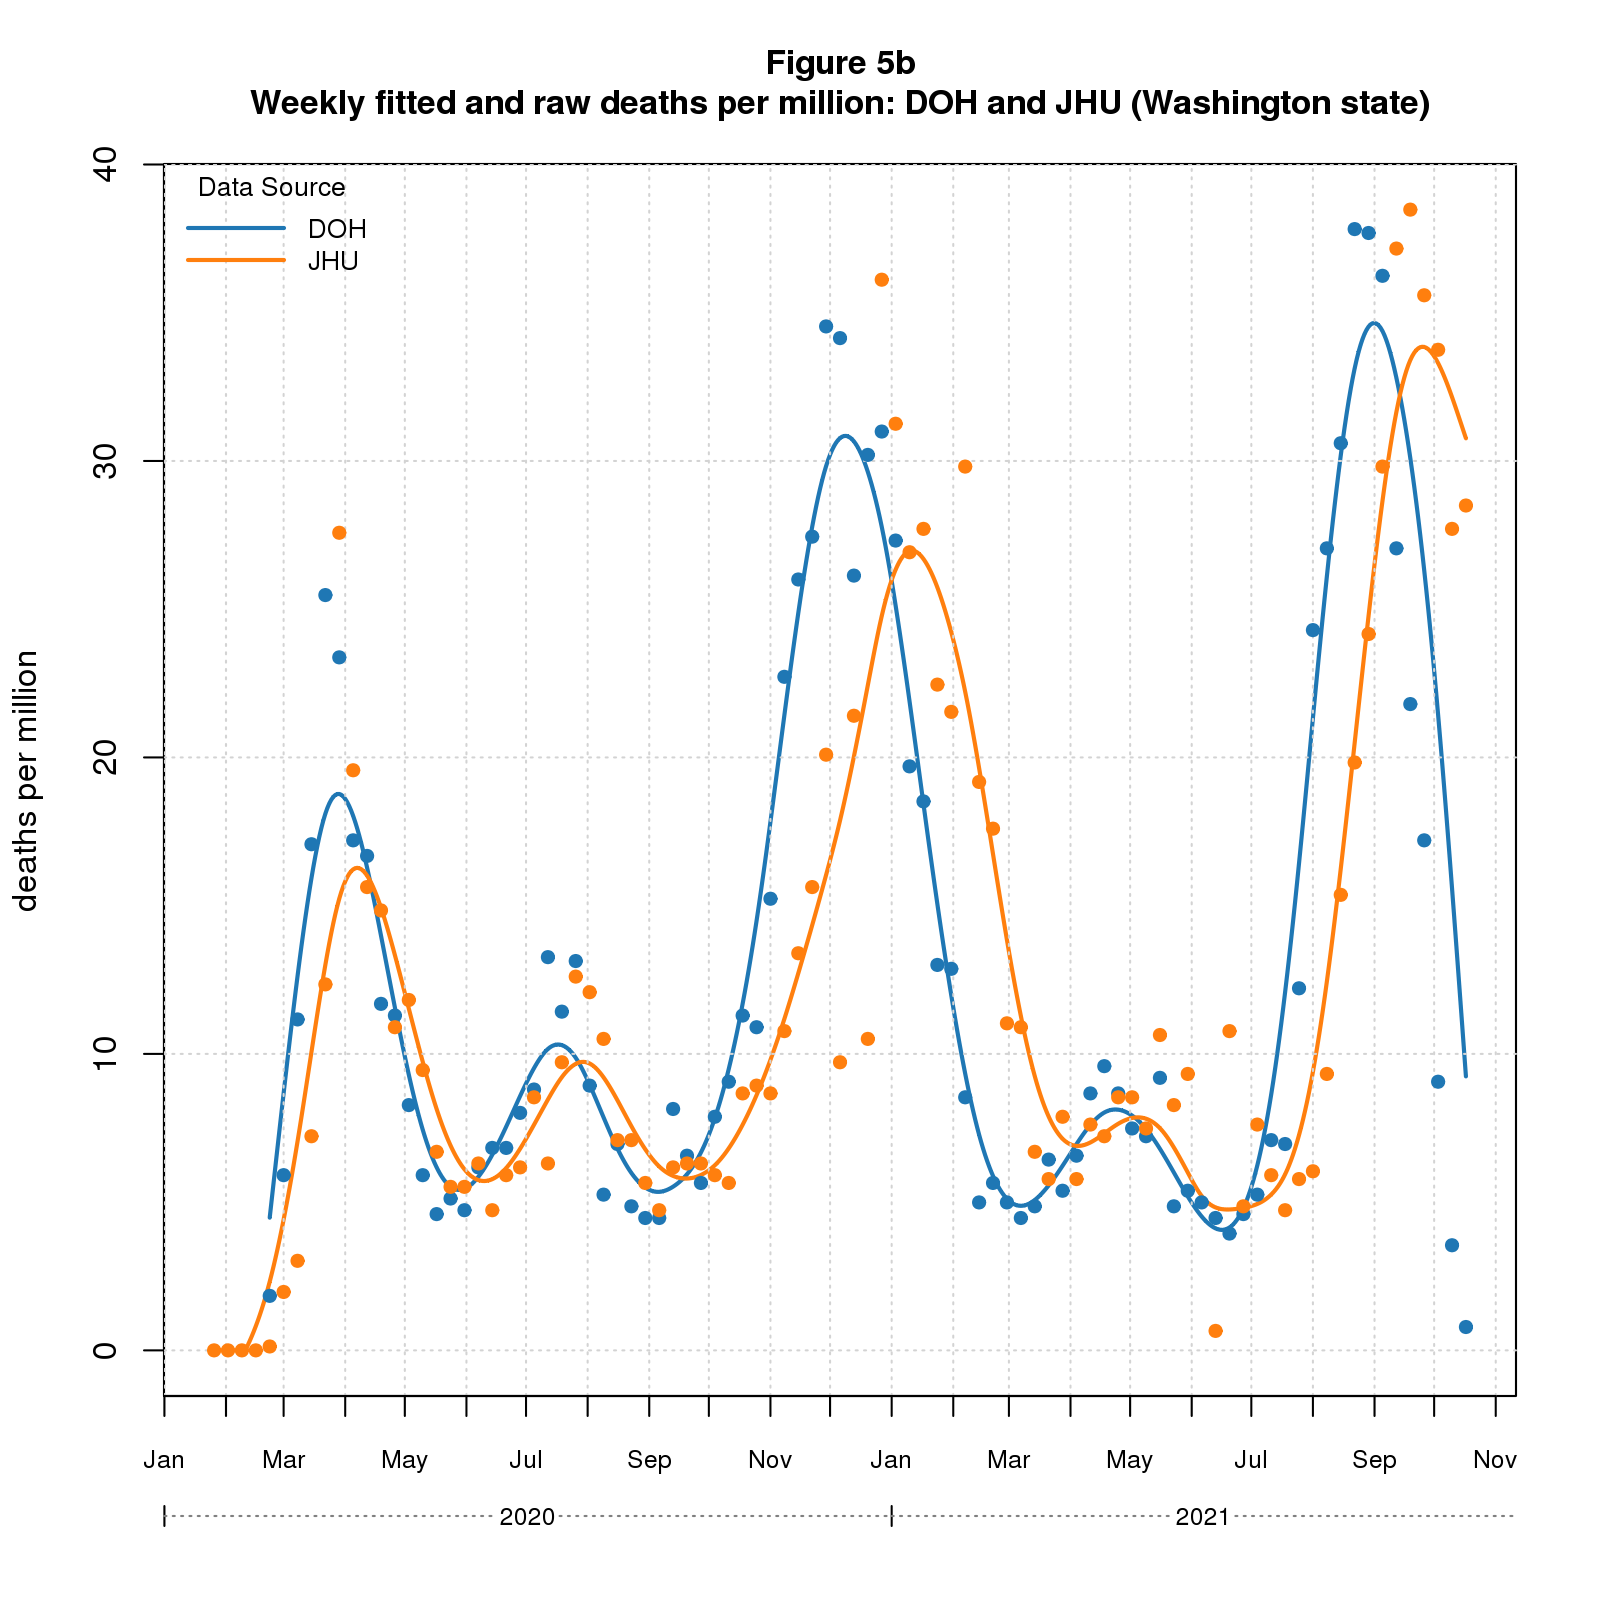 Figure 5b
Weekly fitted and raw deaths per million: DOH and JHU (Washington state)
Data Source
DOH
JHU
deaths per million
40
30
20
10
0
Jan Mar May Jul Sep Nov Jan Mar May Jul Sep Nov
2020 2021